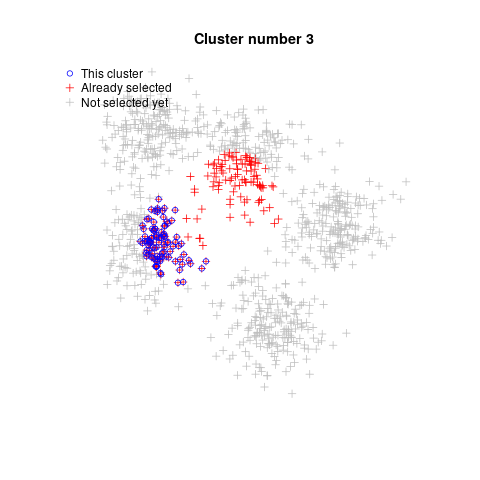 Cluster number 3
This cluster
Already selected
Not selected yet